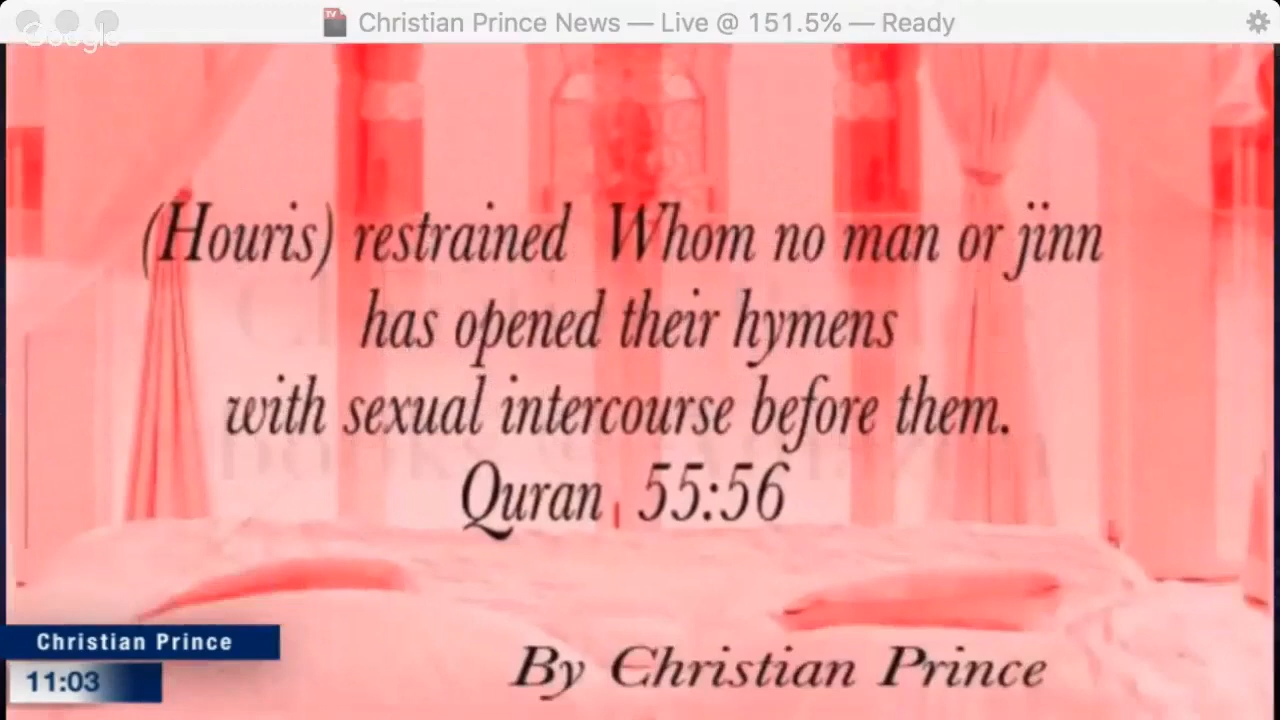 Christian Prince News — Live @ 151.5% — Ready
Google
(Houris) restrained Whom no man or jinn
has opened their hymens
with sexual intercourse before them.
Quran 55:56
By Christian Prince
Christian Prince
11:03